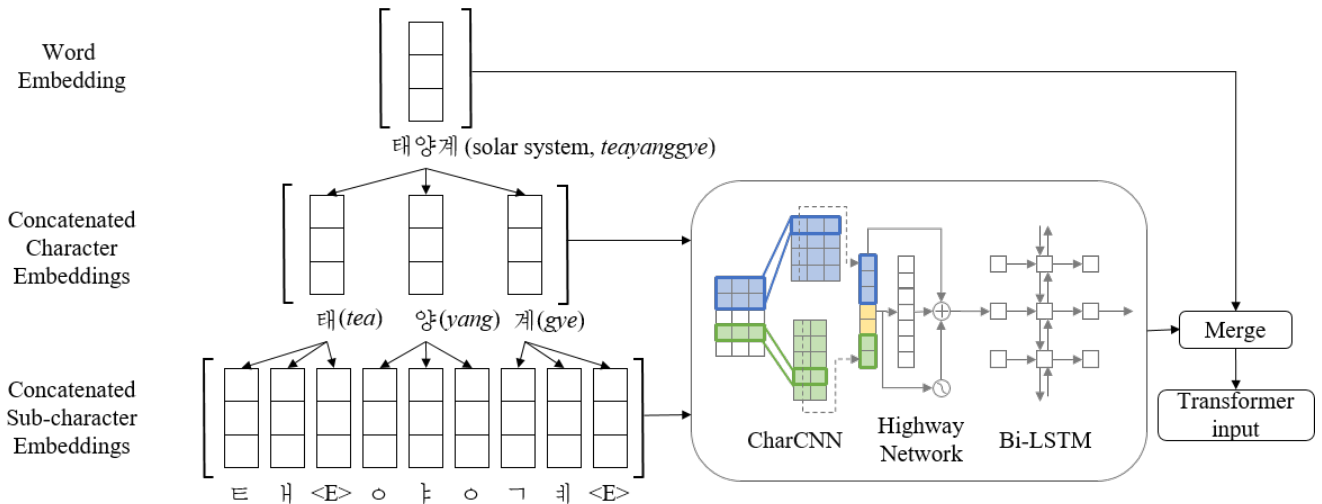 Word
Embedding
태양계 (solar system, teayanggye)
Concatenated
Character
Embeddings
태(tea) 양(yang) 계(gye)
Concatenated
Sub-character
Embeddings
ㅌ ㅐ <E> ㅇ ㅑ ㅇ ㄱ ㅖ <E>
CharCNN
Highway
Network
Bi-LSTM
Merge
Transformer
input